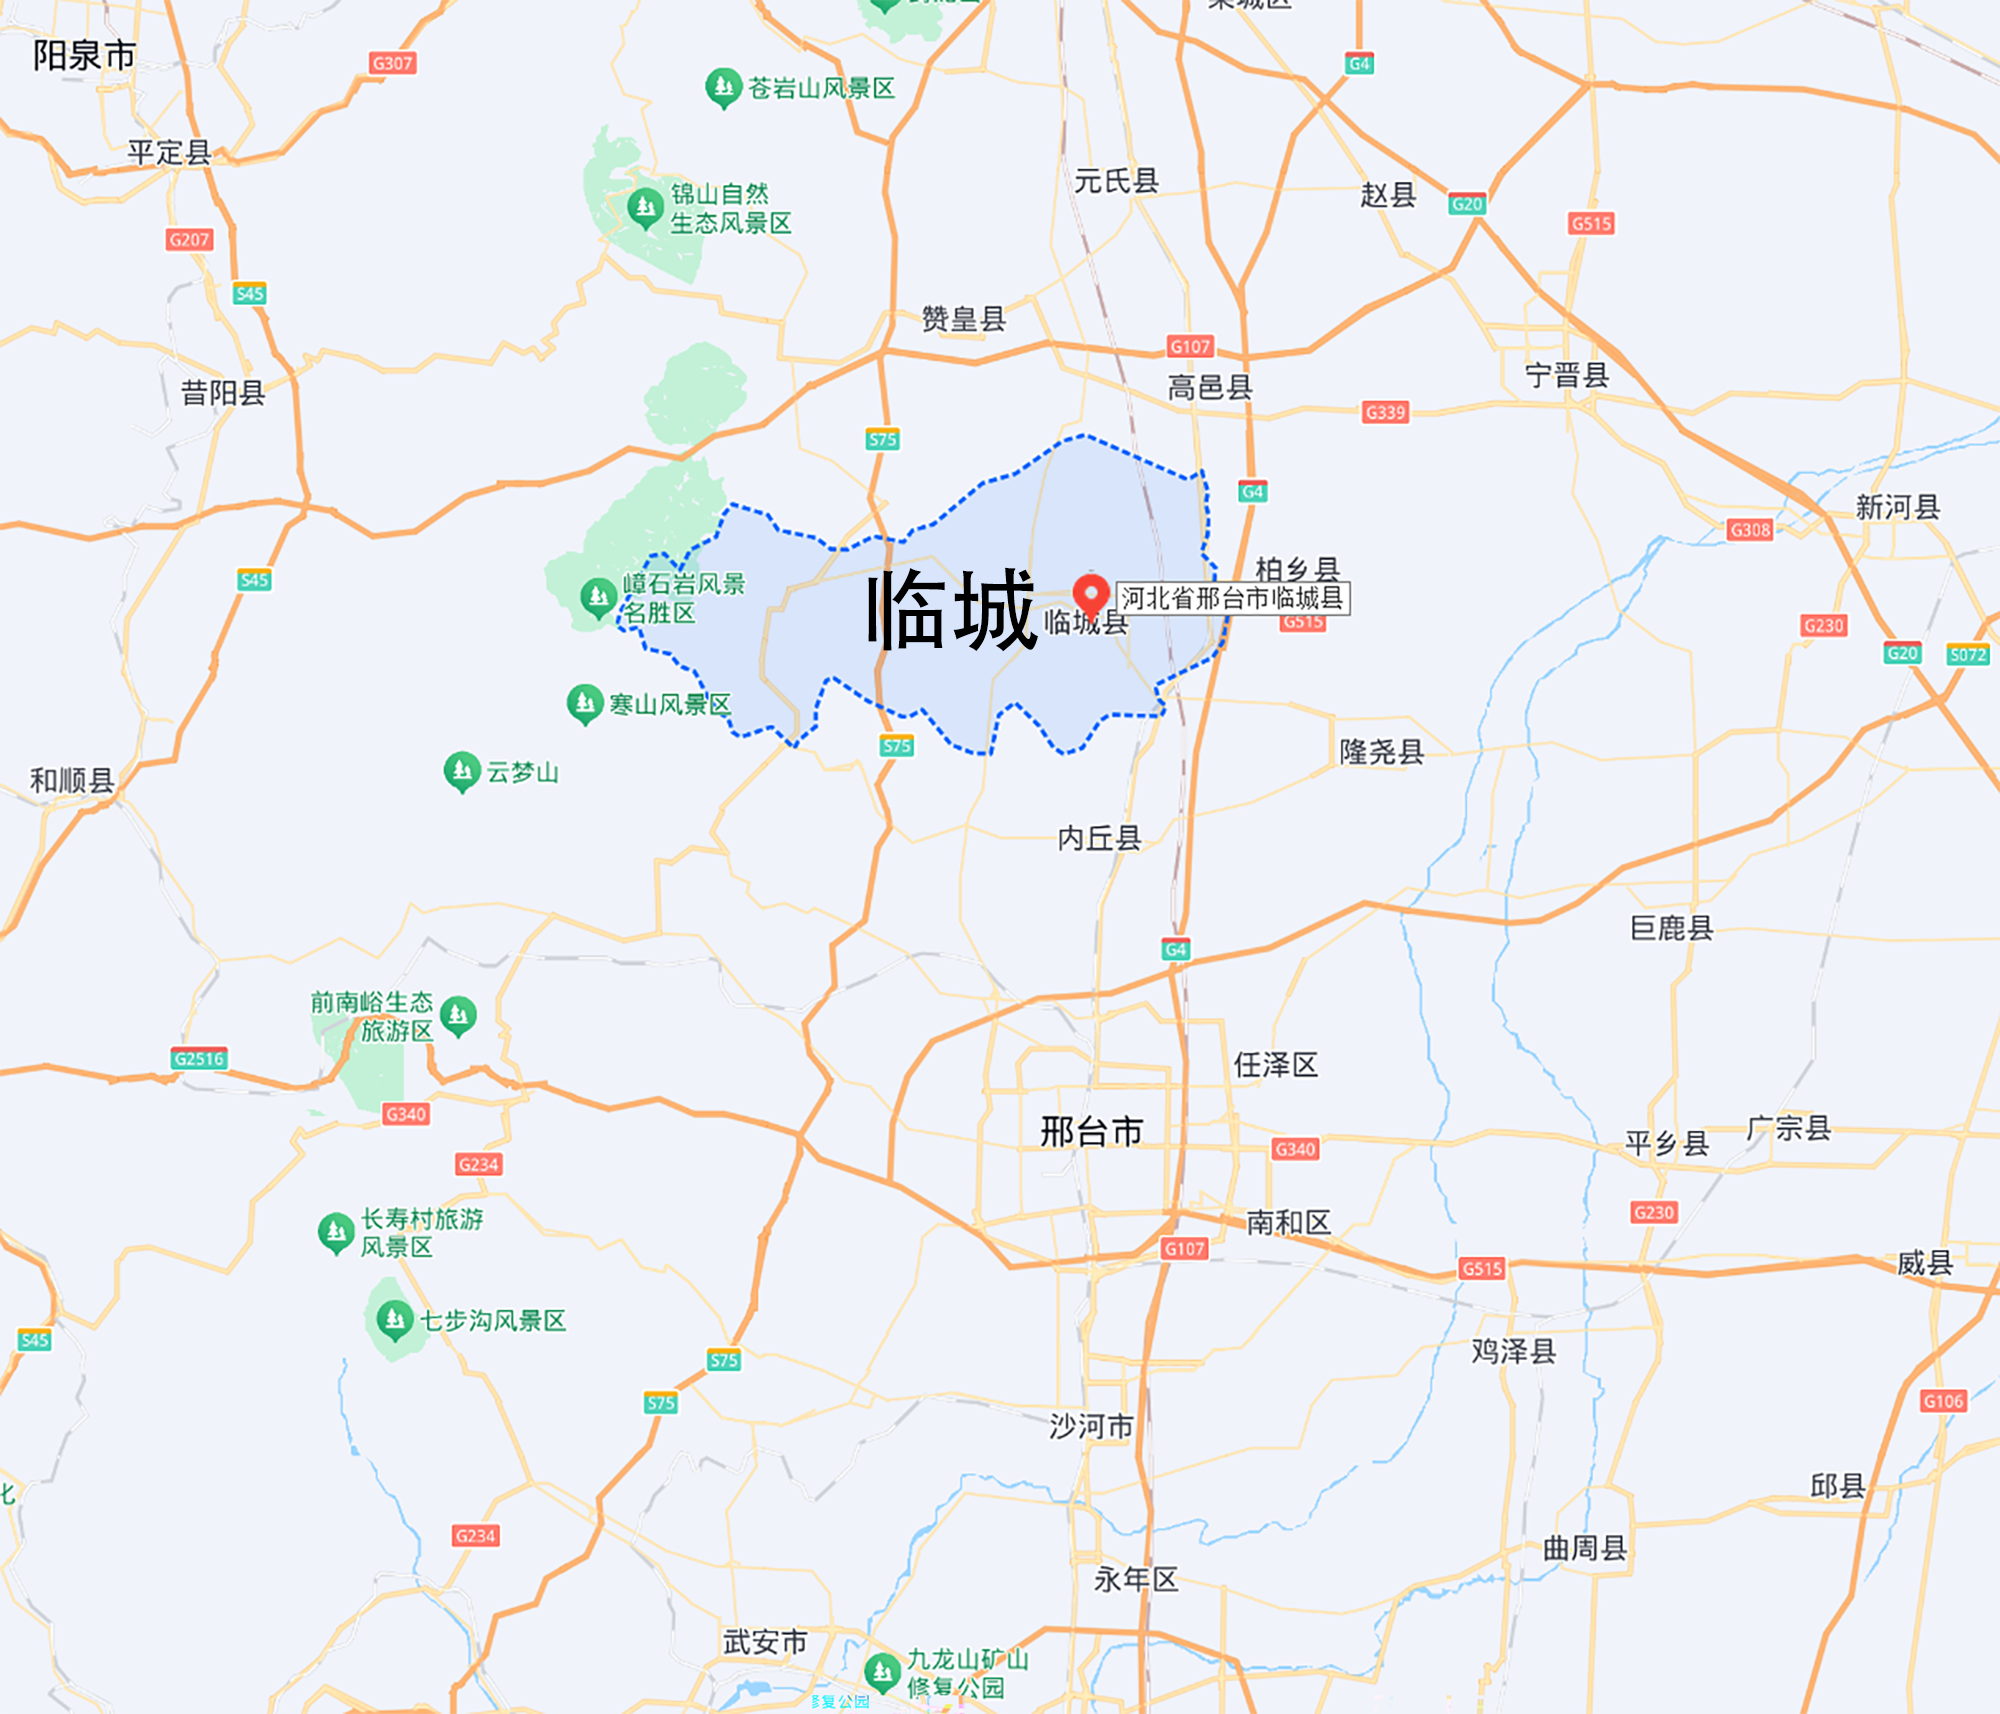 阳泉市
G307
苍岩山风景区
G4
平定县
锦山自然
生态风景区
元氏县
赵县
G20
G515
G207
S45
赞皇县
G107
高邑县
宁晋县
昔阳县
G339
S75
G4
新河县
G308
S45
嶂石岩风景
名胜区
临城
临城县
河北省邢台市临城县
柏乡县
G515
G230
G20
S072
寒山风景区
S75
云梦山
和顺县
隆尧县
内丘县
巨鹿县
G4
前南峪生态
旅游区
G2516
G340
任泽区
邢台市
G340
平乡县
广宗县
G234
长寿村旅游
风景区
G230
南和区
G107
G515
威县
七步沟风景区
S45
S75
鸡泽县
S75
G106
沙河市
邱县
北
G234
曲周县
永年区
武安市
九龙山矿山
修复公园
修复公园